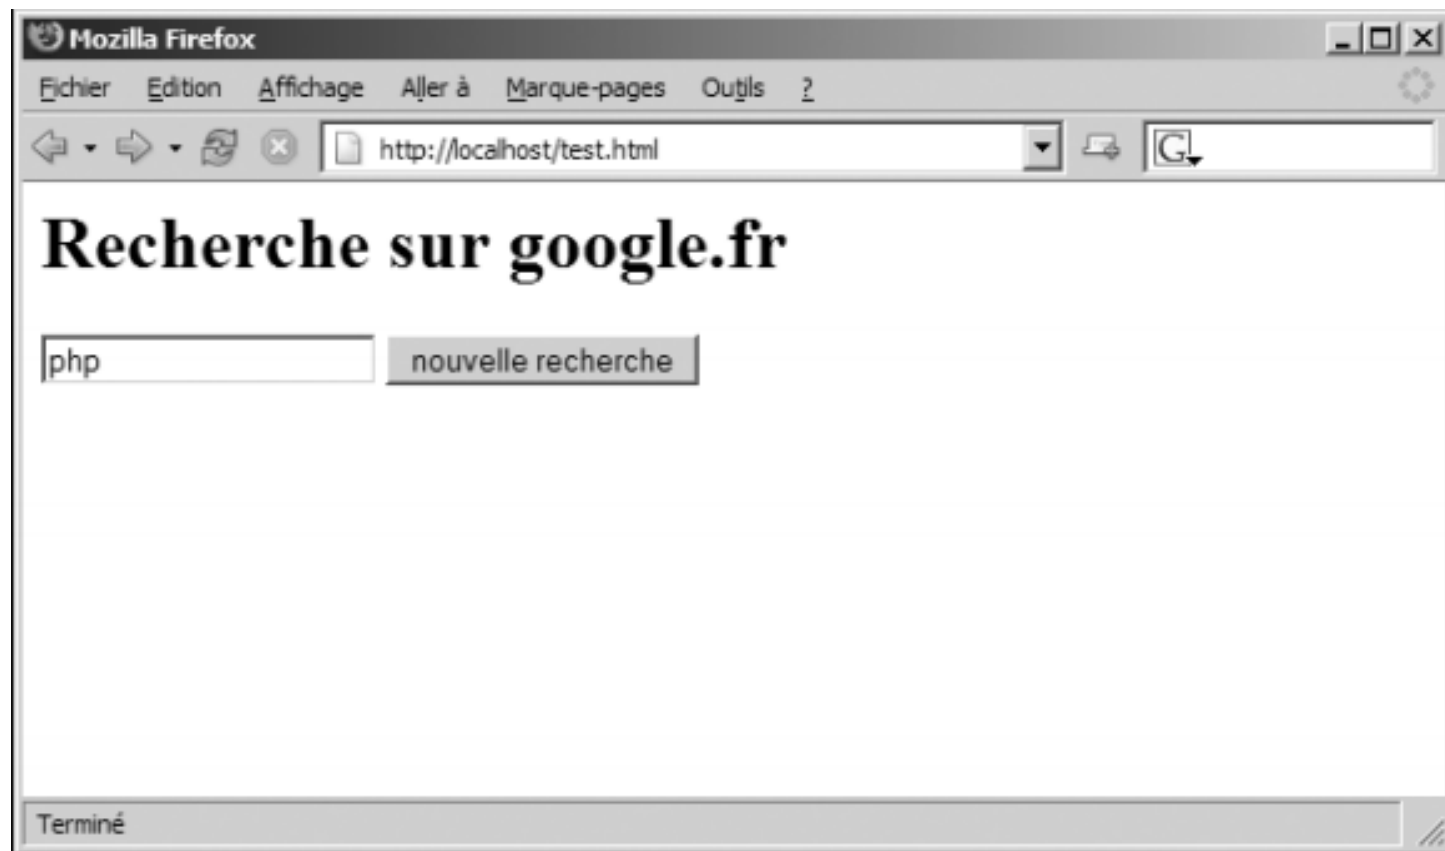 Mozilla Firefox
Fichier Edition Affichage Aller à Marque-pages Outils ?
http://localhost/test.html G
Recherche sur google.fr
php nouvelle recherche
Terminé